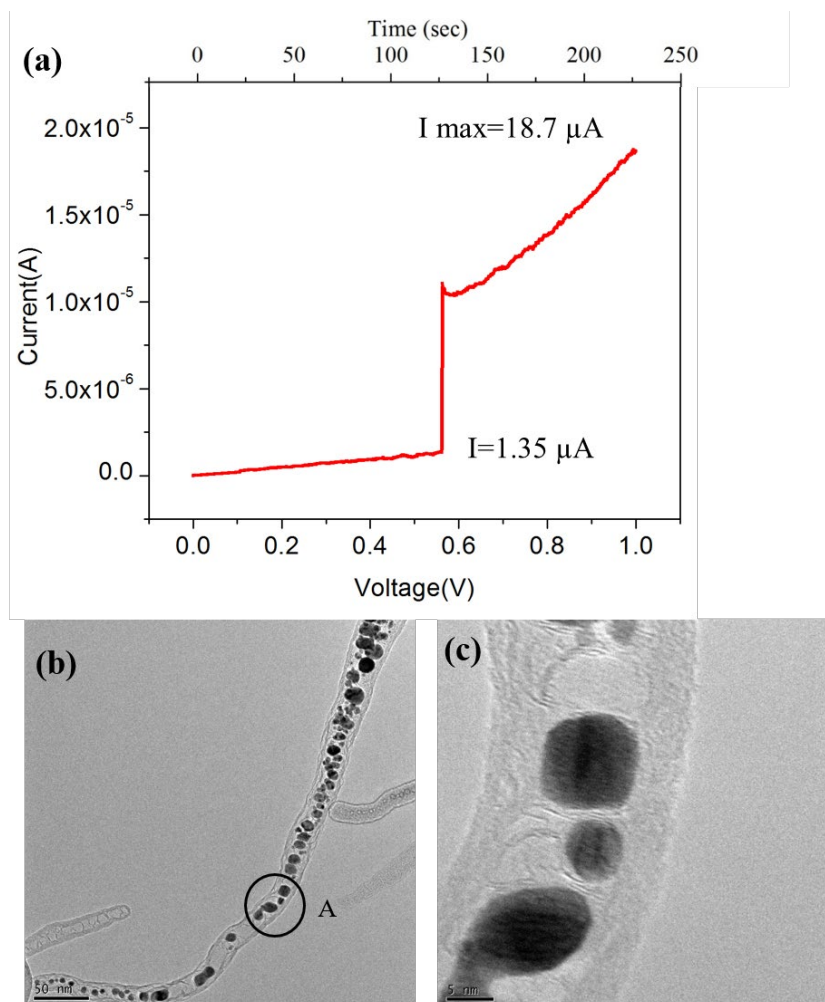 Time (sec)
0 50 100 150 200 250
(a)
I max=18.7 µA
2.0x10⁻⁵
1.5x10⁻⁵
1.0x10⁻⁵
5.0x10⁻⁶
0.0
Current(A)
I=1.35 µA
0.0 0.2 0.4 0.6 0.8 1.0
Voltage(V)
(b)
(c)
A
50 nm
5 nm